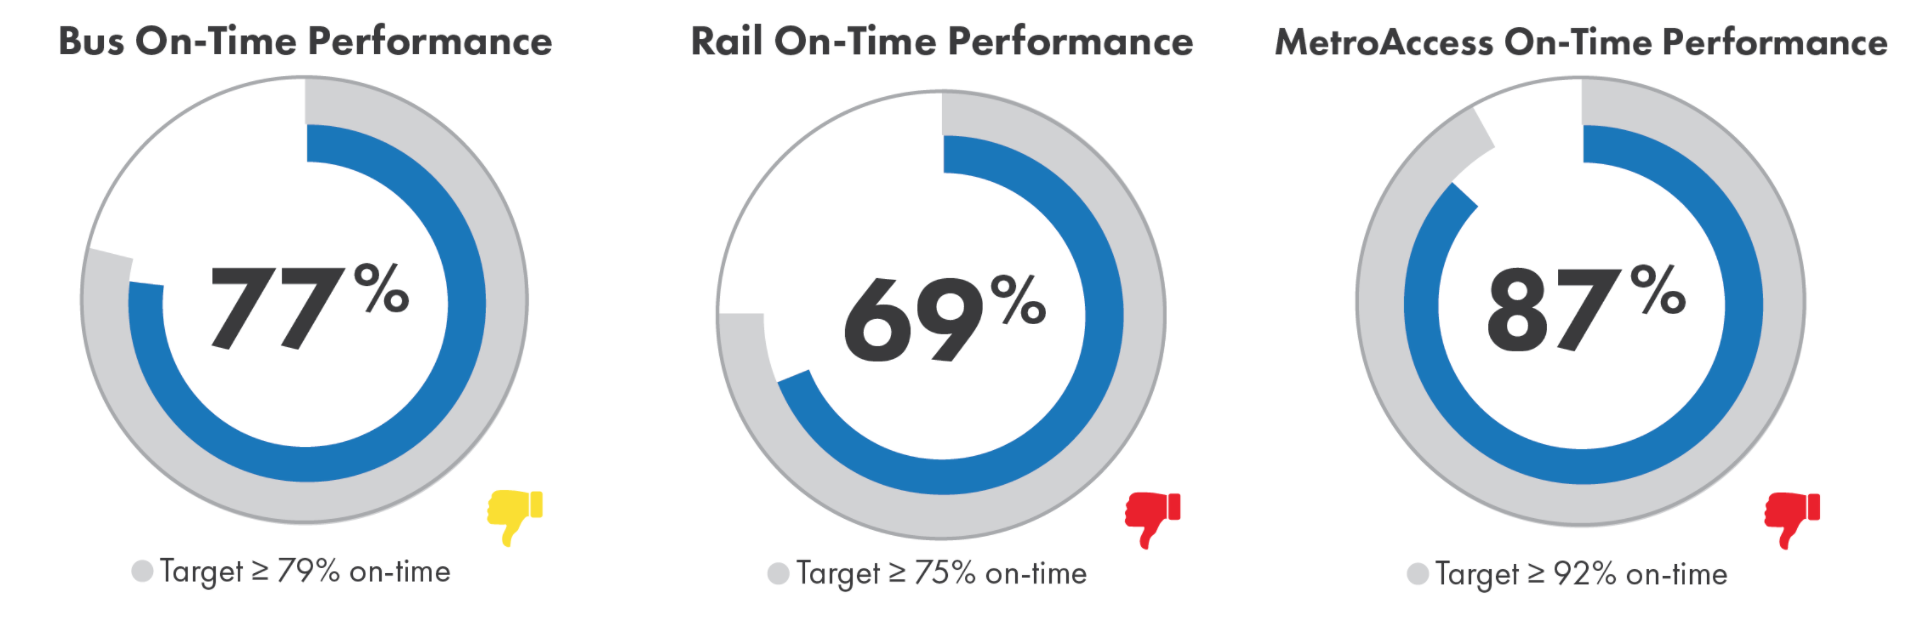 Bus On-Time Performance
77%
Target ≥ 79% on-time
Rail On-Time Performance
69%
Target ≥ 75% on-time
MetroAccess On-Time Performance
87%
Target ≥ 92% on-time